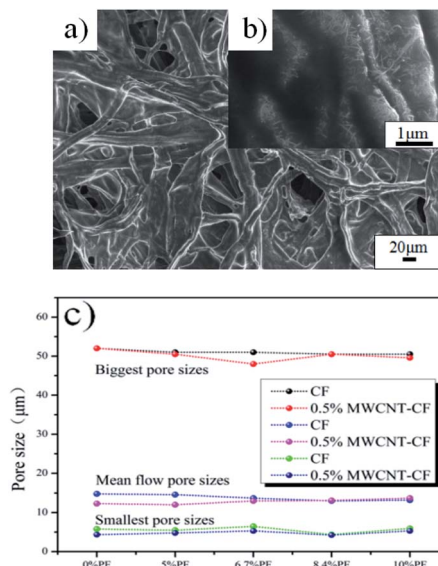 a)
b)
1μm
20μm
c)
60
50
40
30
20
10
0
Pore size (μm)
Biggest pore sizes
Mean flow pore sizes
Smallest pore sizes
CF
0.5% MWCNT-CF
CF
0.5% MWCNT-CF
CF
0.5% MWCNT-CF
0%PF 5%PF 6.7%PF 8.4%PF 10%PF